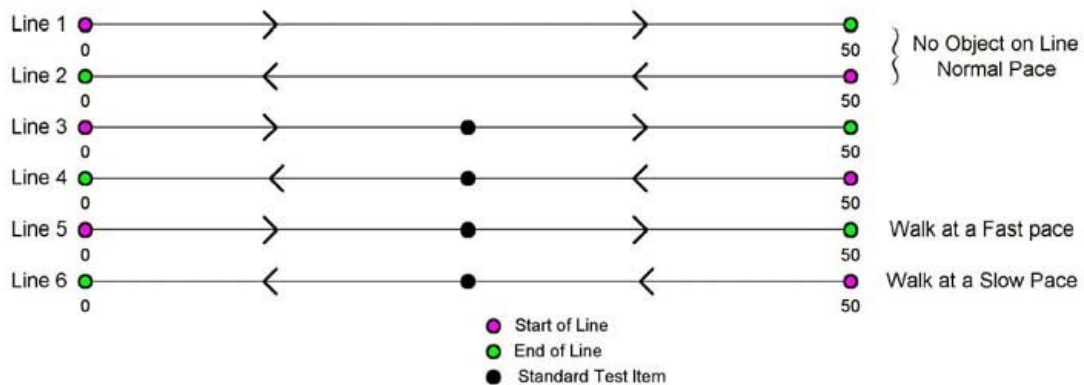 Line 1
0 50
No Object on Line
Normal Pace
Line 2
0 50
Line 3
0 50
Line 4
0 50
Line 5
0 50
Walk at a Fast pace
Line 6
0 50
Walk at a Slow Pace
Start of Line
End of Line
Standard Test Item